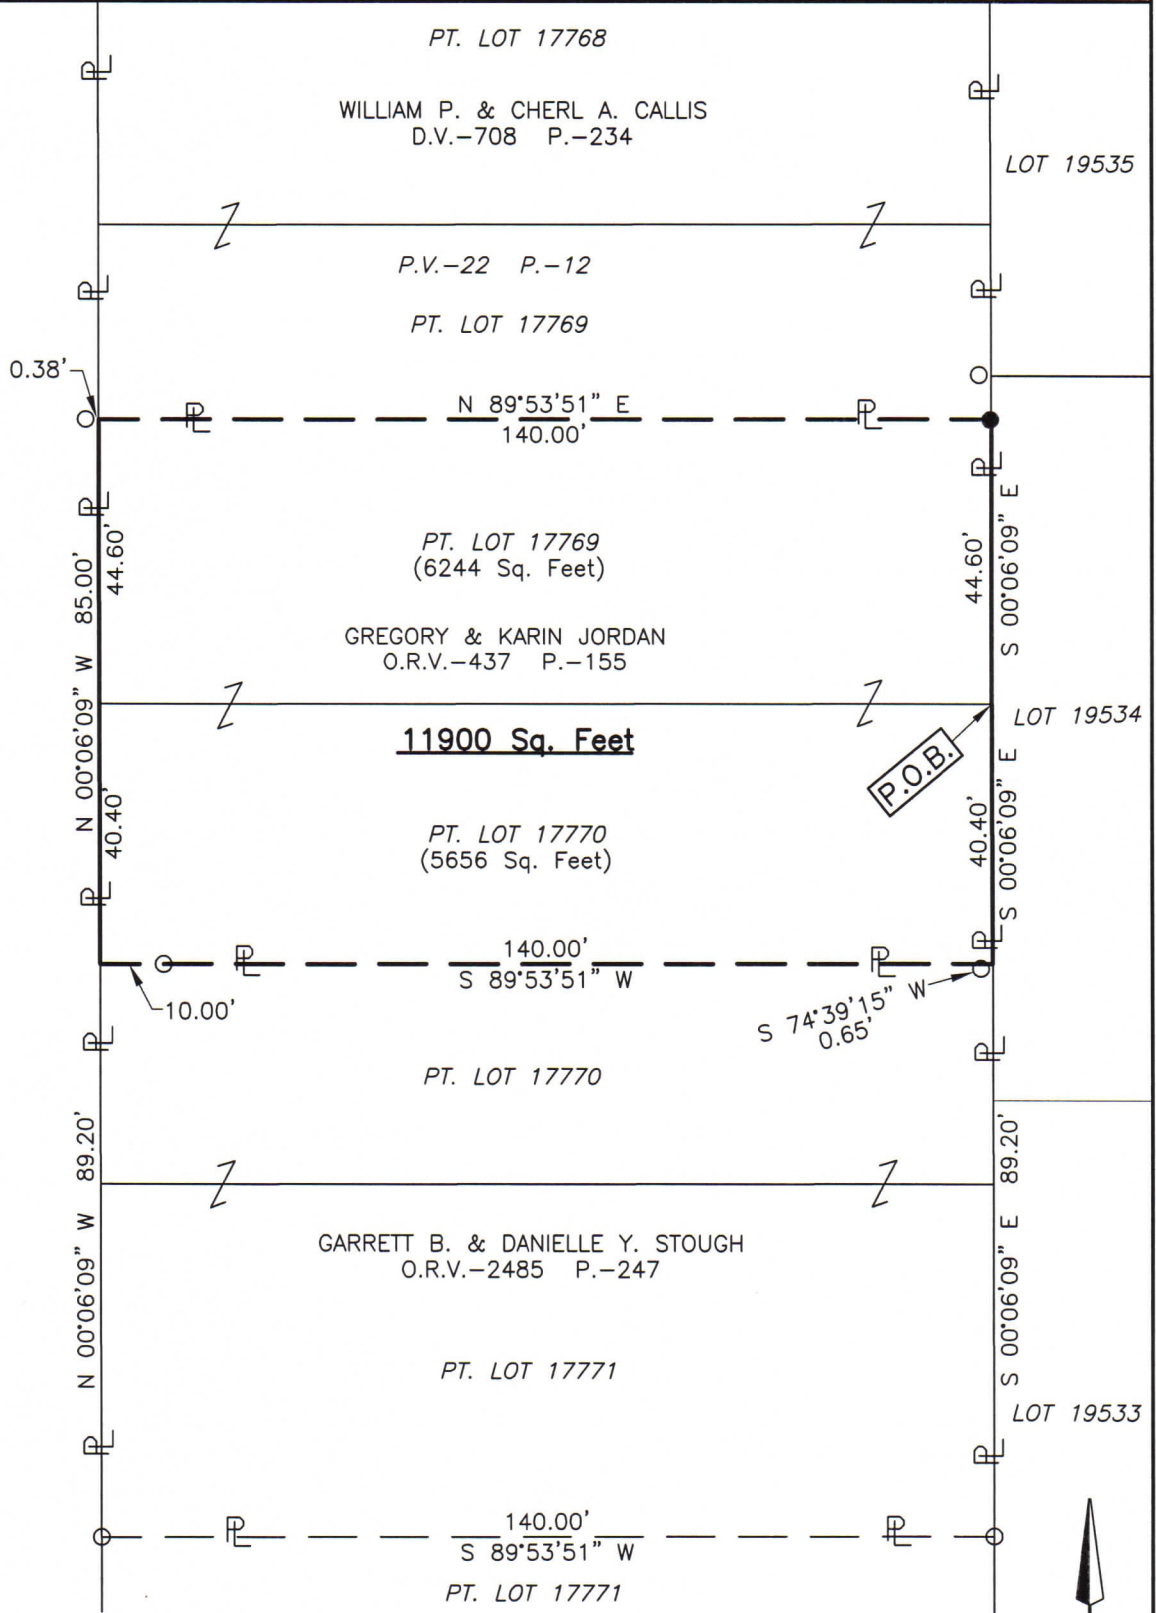 PT. LOT 17768
WILLIAM P. & CHERL A. CALLIS
D.V.-708 P.-234
LOT 19535
P.V.-22 P.-12
PT. LOT 17769
0.38'
N 89°53'51" E
140.00'
PT. LOT 17769
(6244 Sq. Feet)
GREGORY & KARIN JORDAN
O.R.V.-437 P.-155
N 00°06'09" W 85.00'
44.60'
44.60'
S 00°06'09" E
11900 Sq. Feet
LOT 19534
P.O.B.
PT. LOT 17770
(5656 Sq. Feet)
40.40'
40.40'
S 00°06'09" E
140.00'
S 89°53'51" W
10.00'
S 74°39'15" W
0.65'
PT. LOT 17770
N 00°06'09" W 89.20'
S 00°06'09" E 89.20'
GARRETT B. & DANIELLE Y. STOUGH
O.R.V.-2485 P.-247
PT. LOT 17771
LOT 19533
140.00'
S 89°53'51" W
PT. LOT 17771